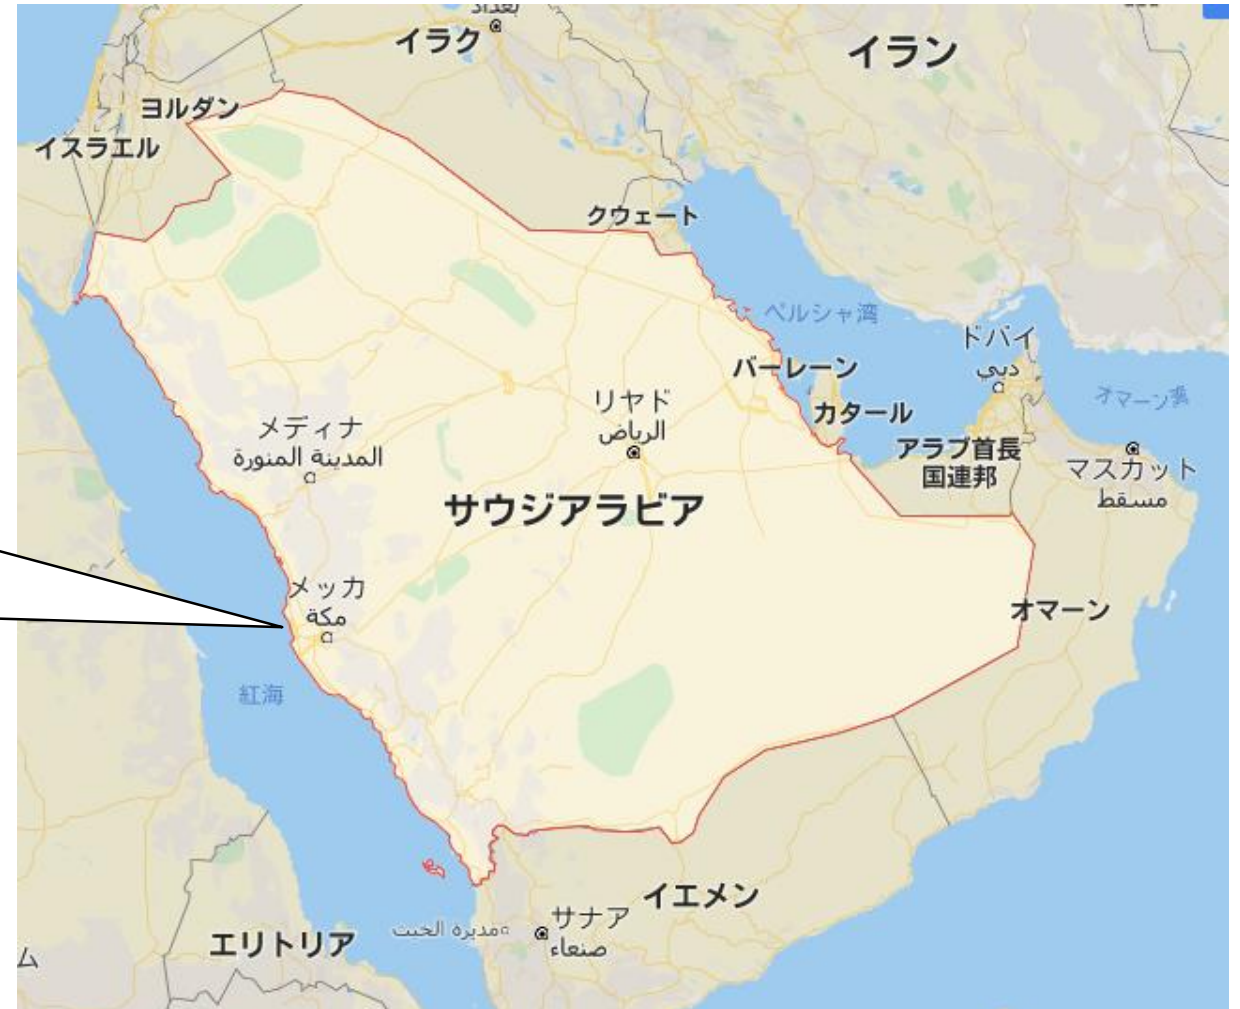 イラク
イラン
ヨルダン
イスラエル
クウェート
ペルシャ湾
ドバイ
دبي
バーレーン
カタール
オマーン湾
アラブ首長
国連邦
マスカット
مسقط
リヤド
الرياض
メディナ
المدينة المنورة
サウジアラビア
メッカ
مكة
オマーン
紅海
イエメン
サナア
صنعاء
مديرة الخبت
エリトリア
ム